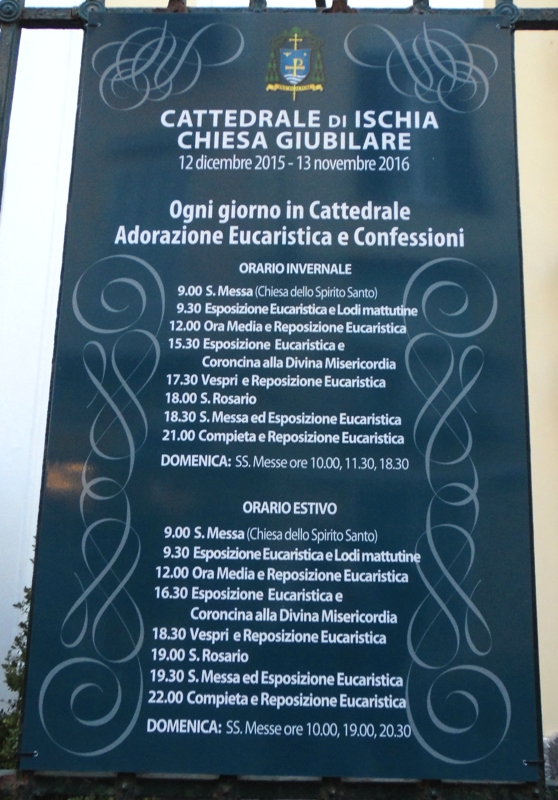 CATTEDRALE DI ISCHIA
CHIESA GIUBILARE
12 dicembre 2015 - 13 novembre 2016
Ogni giorno in Cattedrale
Adorazione Eucaristica e Confessioni
ORARIO INVERNALE
9.00 S. Messa (Chiesa dello Spirito Santo)
9.30 Esposizione Eucaristica e Lodi mattutine
12.00 Ora Media e Reposizione Eucaristica
15.30 Esposizione Eucaristica e
Coroncina alla Divina Misericordia
17.30 Vespri e Reposizione Eucaristica
18.00 S. Rosario
18.30 S. Messa ed Esposizione Eucaristica
21.00 Compieta e Reposizione Eucaristica
DOMENICA: SS. Messe ore 10.00, 11.30, 18.30
ORARIO ESTIVO
9.00 S. Messa (Chiesa dello Spirito Santo)
9.30 Esposizione Eucaristica e Lodi mattutine
12.00 Ora Media e Reposizione Eucaristica
16.30 Esposizione Eucaristica e
Coroncina alla Divina Misericordia
18.30 Vespri e Reposizione Eucaristica
19.00 S. Rosario
19.30 S. Messa ed Esposizione Eucaristica
22.00 Compieta e Reposizione Eucaristica
DOMENICA: SS. Messe ore 10.00, 19.00, 20.30